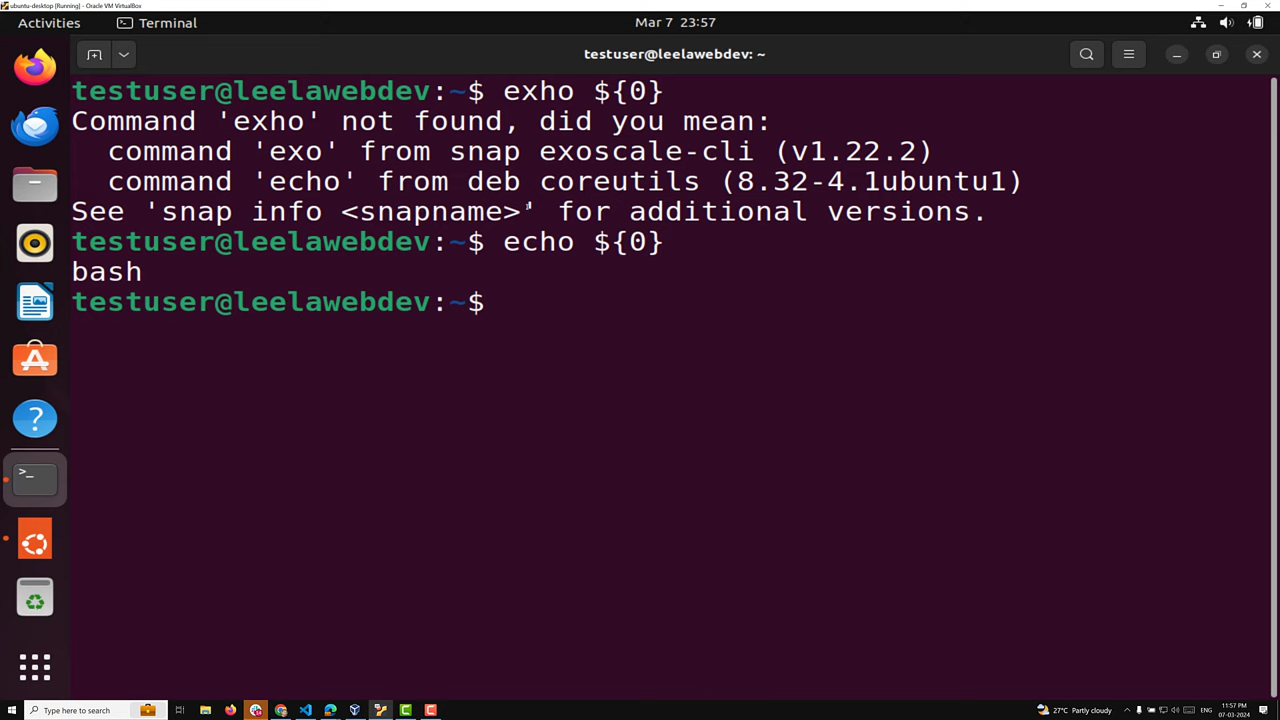 ubuntu-desktop [Running] - Oracle VM VirtualBox
Activities
Terminal
Mar 7 23:57
testuser@leelawebdev: ~
testuser@leelawebdev:~$ exho ${0}
Command 'exho' not found, did you mean:
command 'exo' from snap exoscale-cli (v1.22.2)
command 'echo' from deb coreutils (8.32-4.1ubuntu1)
See 'snap info <snapname>' for additional versions.
testuser@leelawebdev:~$ echo ${0}
bash
testuser@leelawebdev:~$
>_
Type here to search
27°C Partly cloudy
ENG
11:57 PM
07-03-2024